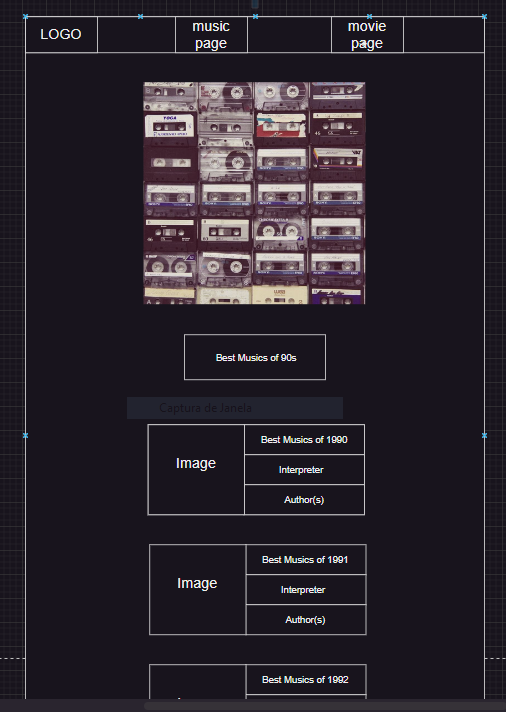 LOGO
music
page
movie
page
YOGA
Best Musics of 90s
Captura de Janela
Image
Best Musics of 1990
Interpreter
Author(s)
Image
Best Musics of 1991
Interpreter
Author(s)
Best Musics of 1992